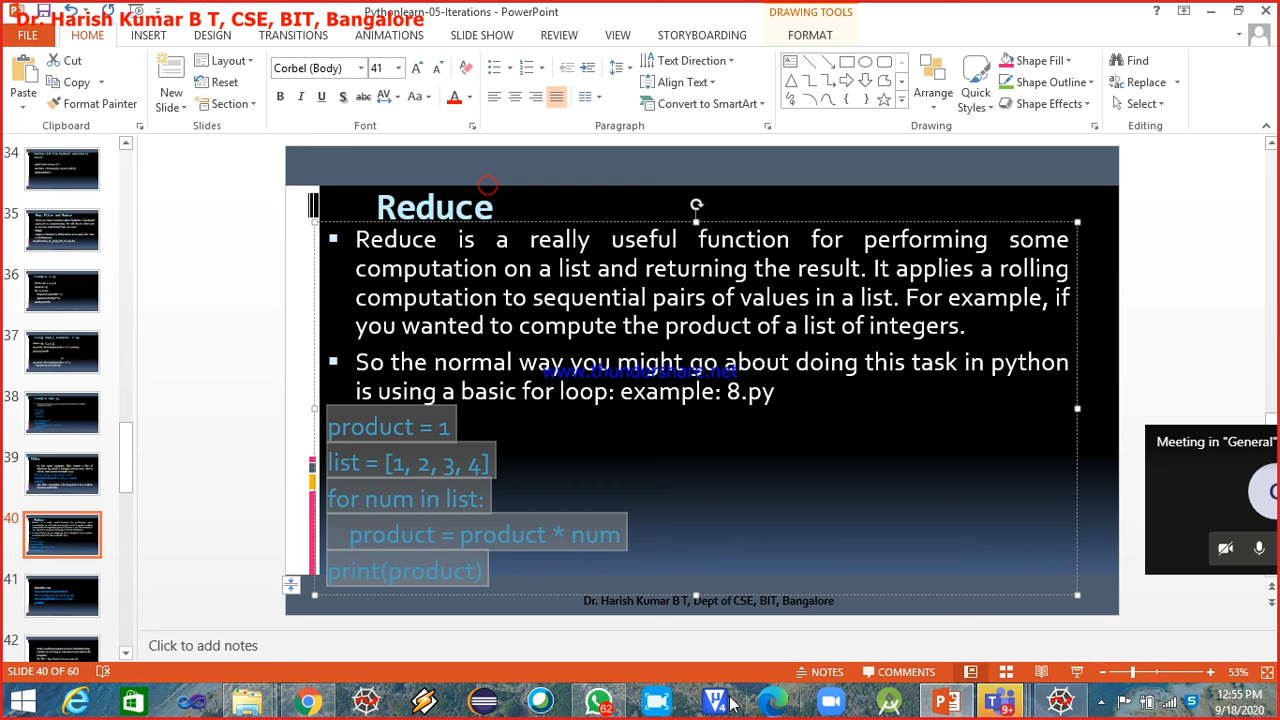 Dr. Harish Kumar B T, CSE, BIT, Bangalore
Pythonlearn-05-Iterations - PowerPoint
DRAWING TOOLS
FILE HOME INSERT DESIGN TRANSITIONS ANIMATIONS SLIDE SHOW REVIEW VIEW STORYBOARDING FORMAT
Paste
Cut
Copy
Format Painter
Clipboard
New
Slide
Layout
Reset
Section
Slides
Corbel (Body) 41
Font
Text Direction
Align Text
Convert to SmartArt
Paragraph
Arrange
Quick
Styles
Shape Fill
Shape Outline
Shape Effects
Drawing
Find
Replace
Select
Editing
34
35
36
37
38
39
40
41
42
Reduce
Reduce is a really useful function for performing some
computation on a list and returning the result. It applies a rolling
computation to sequential pairs of values in a list. For example, if
you wanted to compute the product of a list of integers.
So the normal way you might go about doing this task in python
www.thundershare.net
is using a basic for loop: example: 8.py
product = 1
list = [1, 2, 3, 4]
for num in list:
product = product * num
print(product)
Dr. Harish Kumar B T, Dept of CSE, BIT, Bangalore
Meeting in "General"
Click to add notes
SLIDE 40 OF 60
NOTES COMMENTS 53%
62
9+
12:55 PM
9/18/2020